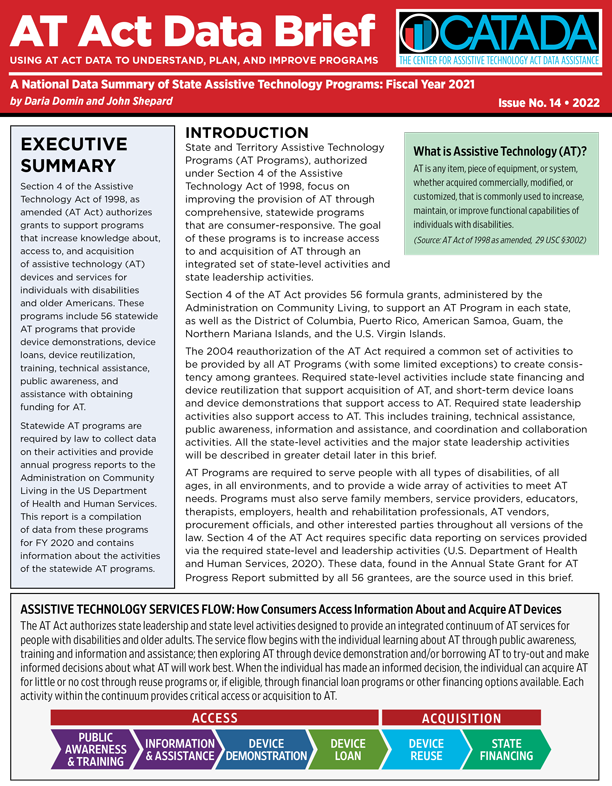 AT Act Data Brief
USING AT ACT DATA TO UNDERSTAND, PLAN, AND IMPROVE PROGRAMS
CATADA
THE CENTER FOR ASSISTIVE TECHNOLOGY ACT DATA ASSISTANCE
A National Data Summary of State Assistive Technology Programs: Fiscal Year 2021
by Daria Domin and John Shepard
Issue No. 14 • 2022
EXECUTIVE
SUMMARY
Section 4 of the Assistive
Technology Act of 1998, as
amended (AT Act) authorizes
grants to support programs
that increase knowledge about,
access to, and acquisition
of assistive technology (AT)
devices and services for
individuals with disabilities
and older Americans. These
programs include 56 statewide
AT programs that provide
device demonstrations, device
loans, device reutilization,
training, technical assistance,
public awareness, and
assistance with obtaining
funding for AT.
Statewide AT programs are
required by law to collect data
on their activities and provide
annual progress reports to the
Administration on Community
Living in the US Department
of Health and Human Services.
This report is a compilation
of data from these programs
for FY 2020 and contains
information about the activities
of the statewide AT programs.
INTRODUCTION
State and Territory Assistive Technology
Programs (AT Programs), authorized
under Section 4 of the Assistive
Technology Act of 1998, focus on
improving the provision of AT through
comprehensive, statewide programs
that are consumer-responsive. The goal
of these programs is to increase access
to and acquisition of AT through an
integrated set of state-level activities and
state leadership activities.
What is Assistive Technology (AT)?
AT is any item, piece of equipment, or system,
whether acquired commercially, modified, or
customized, that is commonly used to increase,
maintain, or improve functional capabilities of
individuals with disabilities.
(Source: AT Act of 1998 as amended, 29 USC §3002)
Section 4 of the AT Act provides 56 formula grants, administered by the
Administration on Community Living, to support an AT Program in each state,
as well as the District of Columbia, Puerto Rico, American Samoa, Guam, the
Northern Mariana Islands, and the U.S. Virgin Islands.
The 2004 reauthorization of the AT Act required a common set of activities to
be provided by all AT Programs (with some limited exceptions) to create consis-
tency among grantees. Required state-level activities include state financing and
device reutilization that support acquisition of AT, and short-term device loans
and device demonstrations that support access to AT. Required state leadership
activities also support access to AT. This includes training, technical assistance,
public awareness, information and assistance, and coordination and collaboration
activities. All the state-level activities and the major state leadership activities
will be described in greater detail later in this brief.
AT Programs are required to serve people with all types of disabilities, of all
ages, in all environments, and to provide a wide array of activities to meet AT
needs. Programs must also serve family members, service providers, educators,
therapists, employers, health and rehabilitation professionals, AT vendors,
procurement officials, and other interested parties throughout all versions of the
law. Section 4 of the AT Act requires specific data reporting on services provided
via the required state-level and leadership activities (U.S. Department of Health
and Human Services, 2020). These data, found in the Annual State Grant for AT
Progress Report submitted by all 56 grantees, are the source used in this brief.
ASSISTIVE TECHNOLOGY SERVICES FLOW: How Consumers Access Information About and Acquire AT Devices
The AT Act authorizes state leadership and state level activities designed to provide an integrated continuum of AT services for
people with disabilities and older adults. The service flow begins with the individual learning about AT through public awareness,
training and information and assistance; then exploring AT through device demonstration and/or borrowing AT to try-out and make
informed decisions about what AT will work best. When the individual has made an informed decision, the individual can acquire AT
for little or no cost through reuse programs or, if eligible, through financial loan programs or other financing options available. Each
activity within the continuum provides critical access or acquisition to AT.
ACCESS
ACQUISITION
PUBLIC
AWARENESS
& TRAINING
INFORMATION
& ASSISTANCE
DEVICE
DEMONSTRATION
DEVICE
LOAN
DEVICE
REUSE
STATE
FINANCING